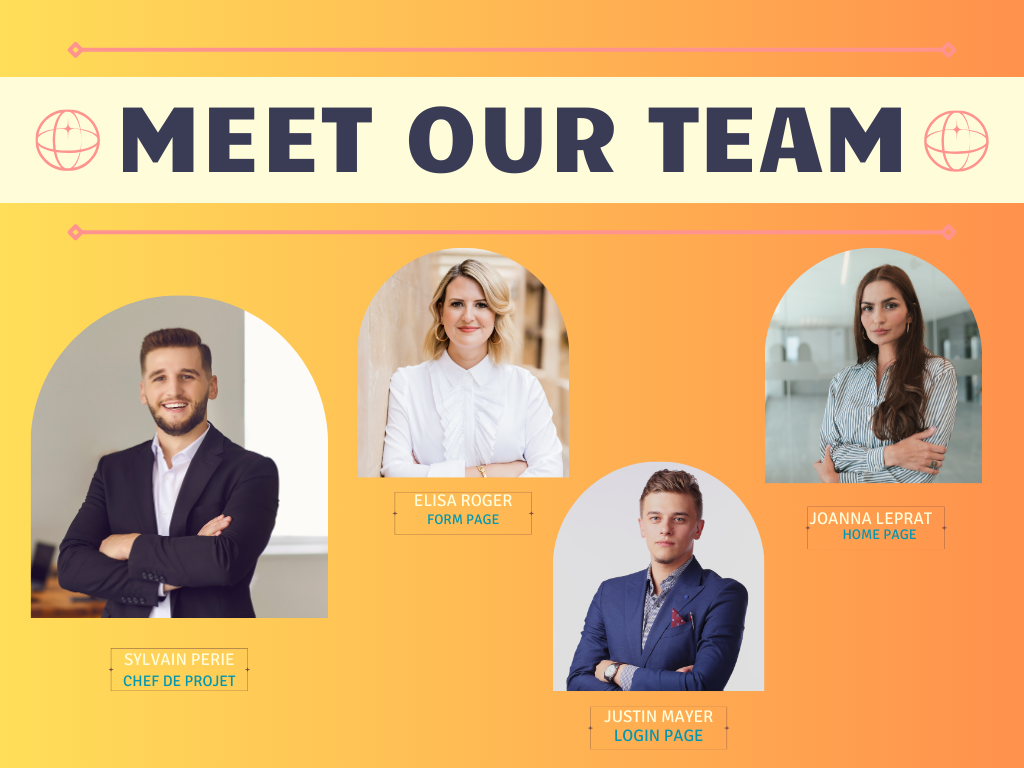 MEET OUR TEAM
ELISA ROGER
FORM PAGE
JOANNA LEPRAT
HOME PAGE
SYLVAIN PERIE
CHEF DE PROJET
JUSTIN MAYER
LOGIN PAGE